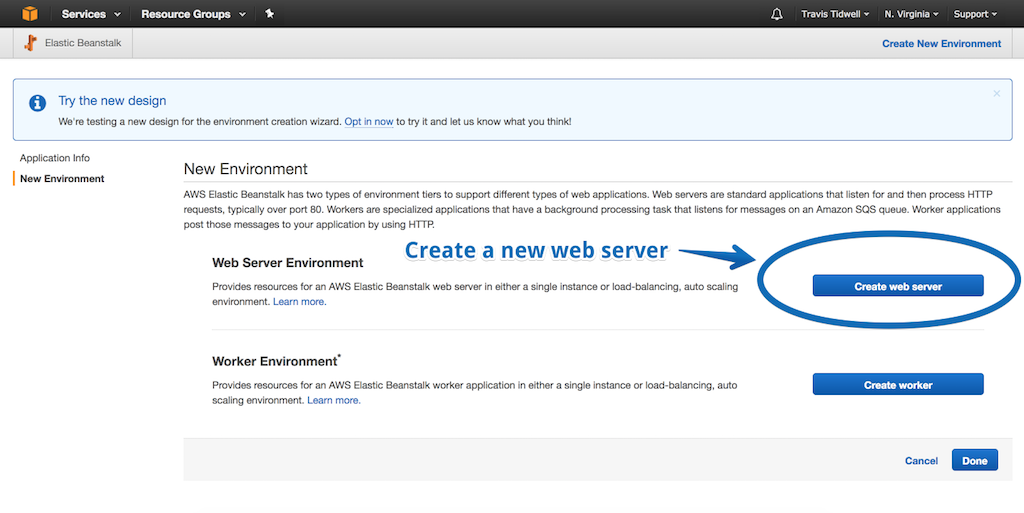 Services Resource Groups Travis Tidwell N. Virginia Support
Elastic Beanstalk Create New Environment
Try the new design ×
We're testing a new design for the environment creation wizard. Opt in now to try it and let us know what you think!
Application Info
New Environment
New Environment
AWS Elastic Beanstalk has two types of environment tiers to support different types of web applications. Web servers are standard applications that listen for and then process HTTP
requests, typically over port 80. Workers are specialized applications that have a background processing task that listens for messages on an Amazon SQS queue. Worker applications
post those messages to your application by using HTTP.
Create a new web server
Web Server Environment
Provides resources for an AWS Elastic Beanstalk web server in either a single instance or load-balancing, auto scaling
environment. Learn more.
Create web server
Worker Environment*
Provides resources for an AWS Elastic Beanstalk worker application in either a single instance or load-balancing, auto
scaling environment. Learn more.
Create worker
Cancel Done